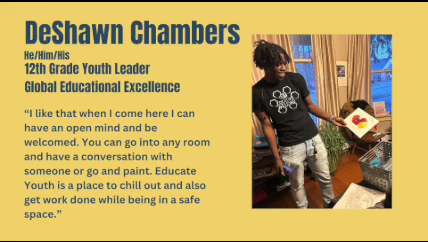 DeShawn Chambers
He/Him/His
12th Grade Youth Leader
Global Educational Excellence
“I like that when I come here I can
have an open mind and be
welcomed. You can go into any room
and have a conversation with
someone or go and paint. Educate
Youth is a place to chill out and also
get work done while being in a safe
space.”